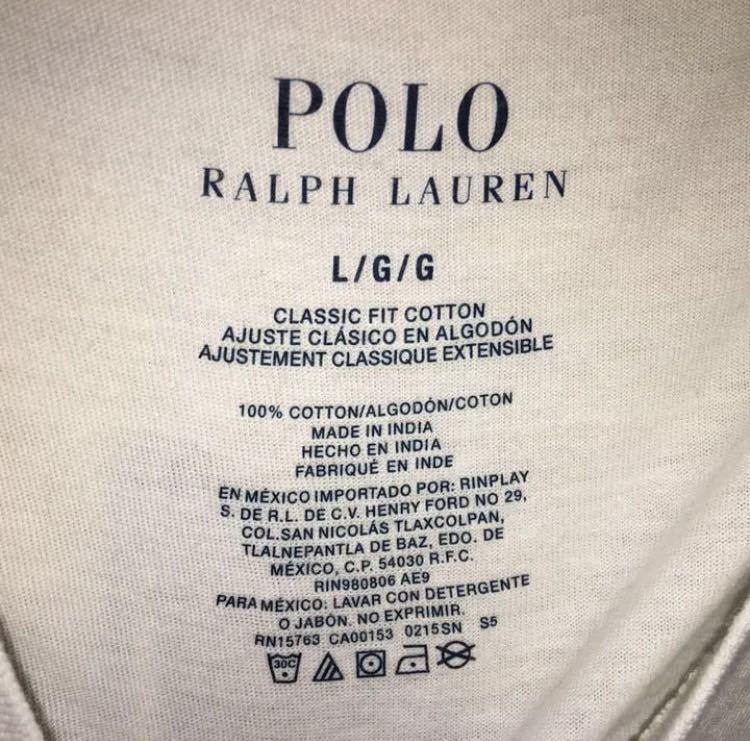 POLO
RALPH LAUREN
L/G/G
CLASSIC FIT COTTON
AJUSTE CLÁSICO EN ALGODÓN
AJUSTEMENT CLASSIQUE EXTENSIBLE
100% COTTON/ALGODÓN/COTON
MADE IN INDIA
HECHO EN INDIA
FABRIQUÉ EN INDE
EN MÉXICO IMPORTADO POR: RINPLAY
S. DE R.L. DE C.V. HENRY FORD NO 29,
COL.SAN NICOLÁS TLAXCOLPAN,
TLALNEPANTLA DE BAZ, EDO. DE
MÉXICO, C.P. 54030 R.F.C.
RIN980806 AE9
PARA MÉXICO: LAVAR CON DETERGENTE
O JABÓN. NO EXPRIMIR.
RN15763 CA00153 0215SN S5
30C